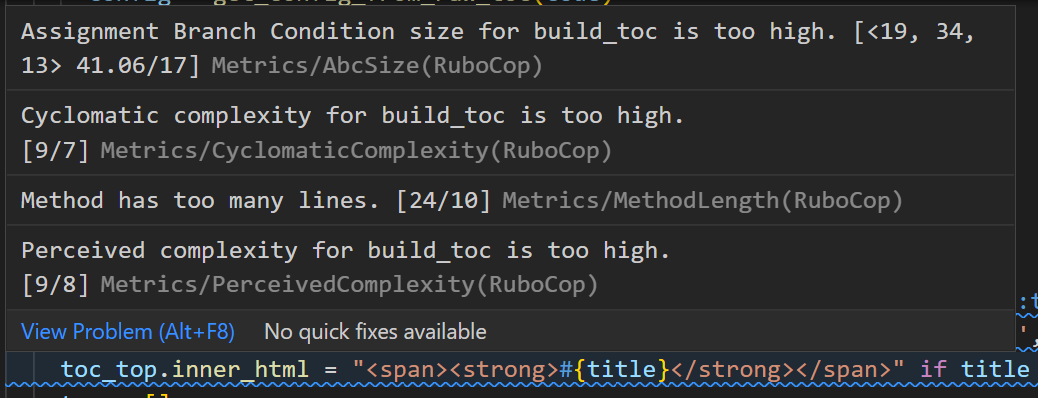 Assignment Branch Condition size for build_toc is too high. [<19, 34,
13> 41.06/17] Metrics/AbcSize(RuboCop)
Cyclomatic complexity for build_toc is too high.
[9/7] Metrics/CyclomaticComplexity(RuboCop)
Method has too many lines. [24/10] Metrics/MethodLength(RuboCop)
Perceived complexity for build_toc is too high.
[9/8] Metrics/PerceivedComplexity(RuboCop)
:t
View Problem (Alt+F8) No quick fixes available
',
toc_top.inner_html = "<span><strong>#{title}</strong></span>" if title